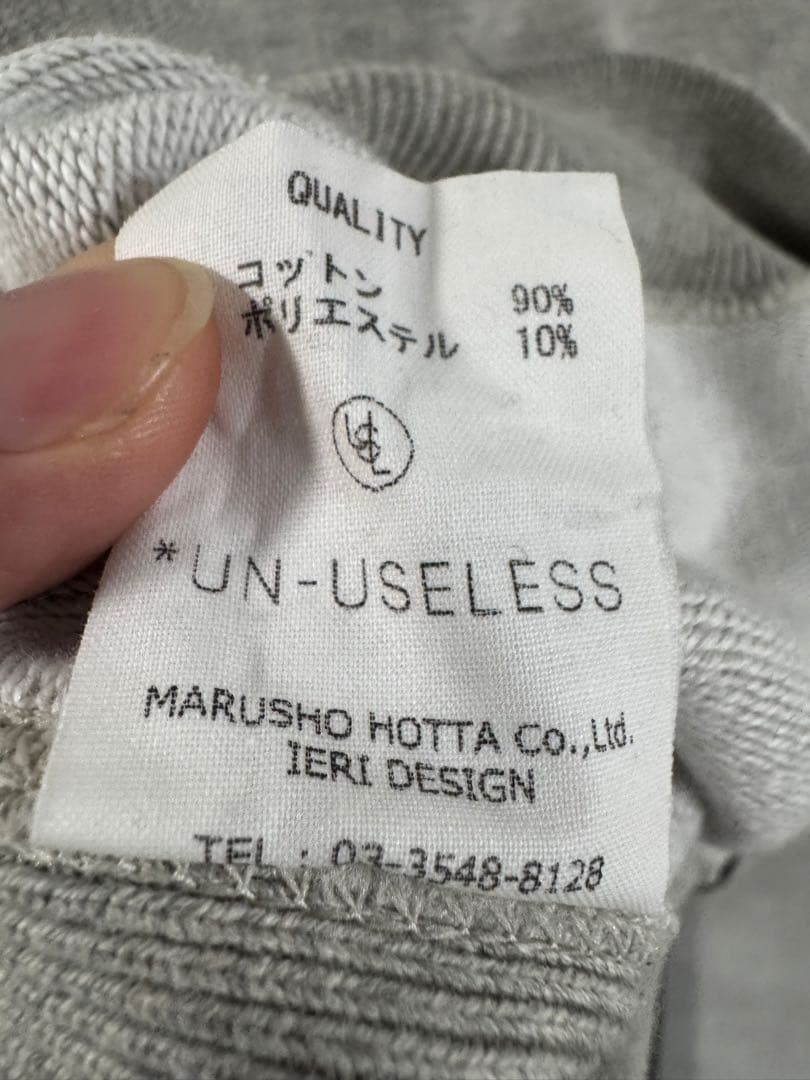 QUALITY
コットン 90%
ポリエステル 10%
USL
*UN-USELESS
MARUSHO HOTTA Co.,Ltd.
IERI DESIGN
TEL : 03-3548-8128